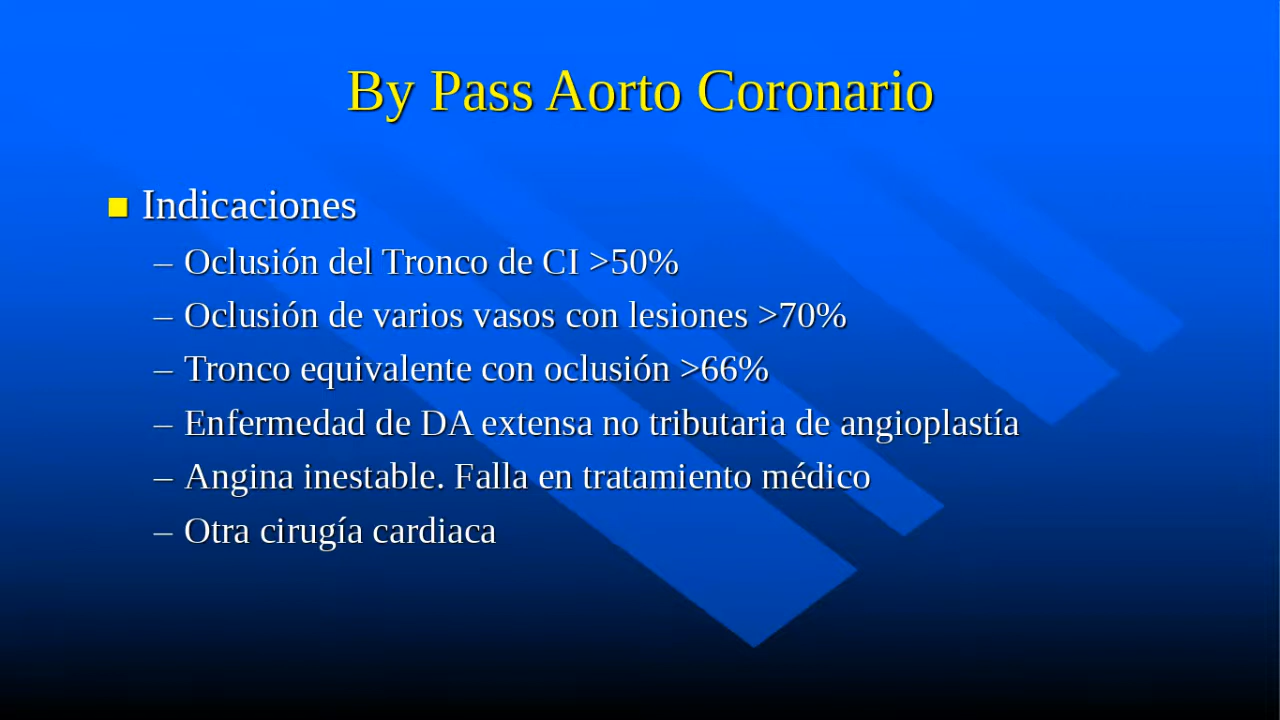 By Pass Aorto Coronario
Indicaciones
– Oclusión del Tronco de CI >50%
– Oclusión de varios vasos con lesiones >70%
– Tronco equivalente con oclusión >66%
– Enfermedad de DA extensa no tributaria de angioplastía
– Angina inestable. Falla en tratamiento médico
– Otra cirugía cardiaca